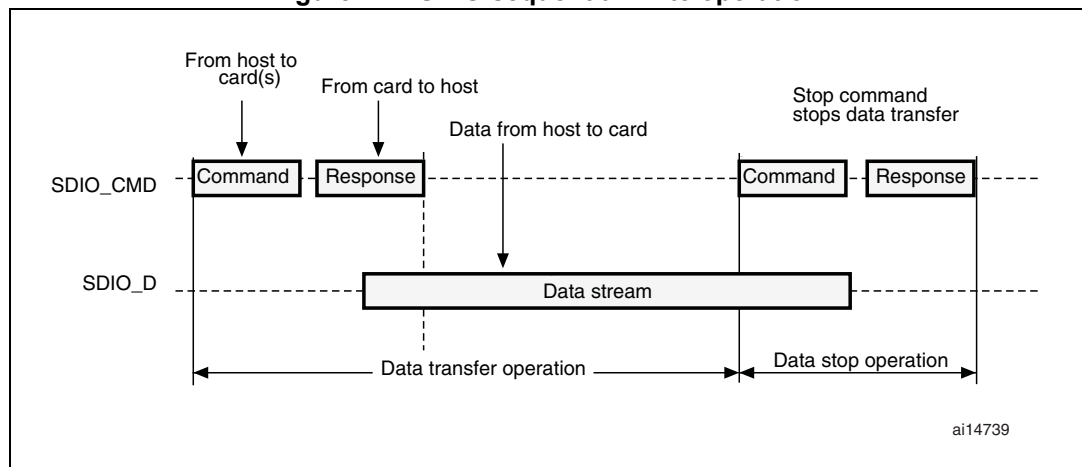 From host to
card(s)
From card to host
Data from host to card
Stop command
stops data transfer
SDIO_CMD
Command
Response
Command
Response
SDIO_D
Data stream
Data transfer operation
Data stop operation
ai14739